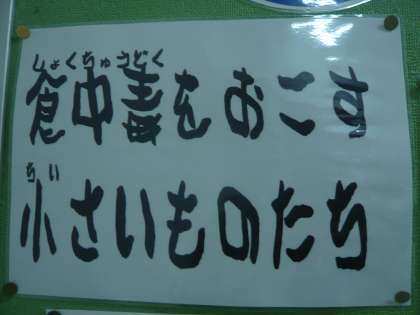 しょくちゅうどく
食中毒をおこす
ちい
小さいものたち